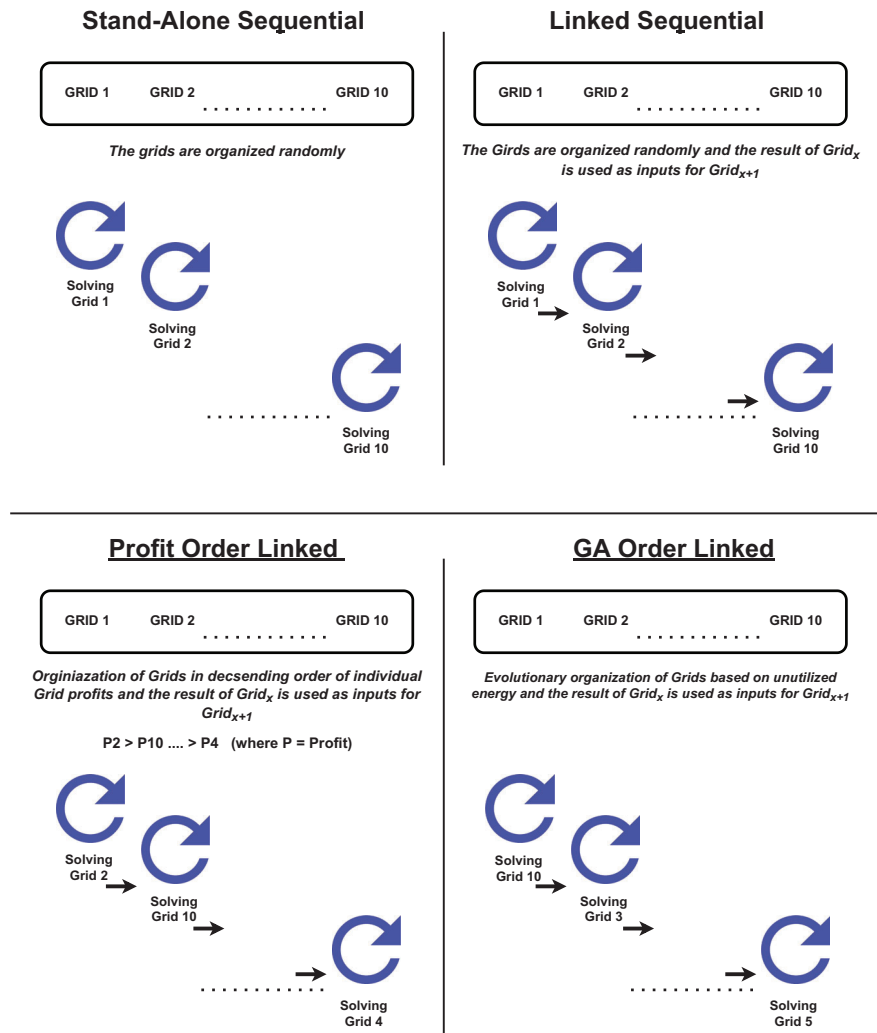 Stand-Alone Sequential
GRID 1 GRID 2 ............ GRID 10
The grids are organized randomly
Solving
Grid 1
Solving
Grid 2
............
Solving
Grid 10
Linked Sequential
GRID 1 GRID 2 ............ GRID 10
The Girds are organized randomly and the result of Gridx
is used as inputs for Gridx+1
Solving
Grid 1
Solving
Grid 2
............
Solving
Grid 10
Profit Order Linked
GRID 1 GRID 2 ............ GRID 10
Orginiazation of Grids in decsending order of individual
Grid profits and the result of Gridx is used as inputs for
Gridx+1
P2 > P10 .... > P4 (where P = Profit)
Solving
Grid 2
Solving
Grid 10
............
Solving
Grid 4
GA Order Linked
GRID 1 GRID 2 ............ GRID 10
Evolutionary organization of Grids based on unutilized
energy and the result of Gridx is used as inputs for Gridx+1
Solving
Grid 10
Solving
Grid 3
............
Solving
Grid 5